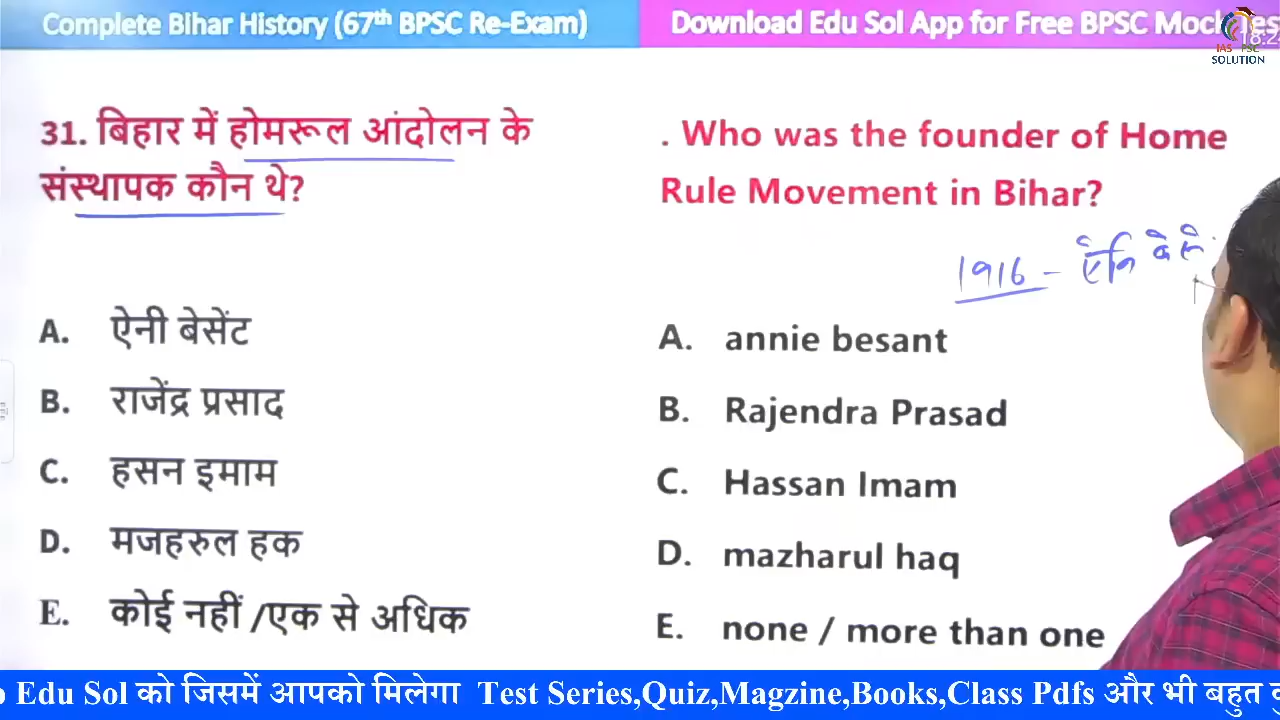 Complete Bihar History (67th BPSC Re-Exam)
Download Edu Sol App for Free BPSC Mock
IAS PSC
SOLUTION
31. बिहार में होमरूल आंदोलन के
संस्थापक कौन थे?
A. ऐनी बेसेंट
B. राजेंद्र प्रसाद
C. हसन इमाम
D. मजहरुल हक
E. कोई नहीं /एक से अधिक
. Who was the founder of Home
Rule Movement in Bihar?
1916 – ऐनि
A. annie besant
B. Rajendra Prasad
C. Hassan Imam
D. mazharul haq
E. none / more than one
Edu Sol को जिसमें आपको मिलेगा Test Series,Quiz,Magzine,Books,Class Pdfs और भी बहुत